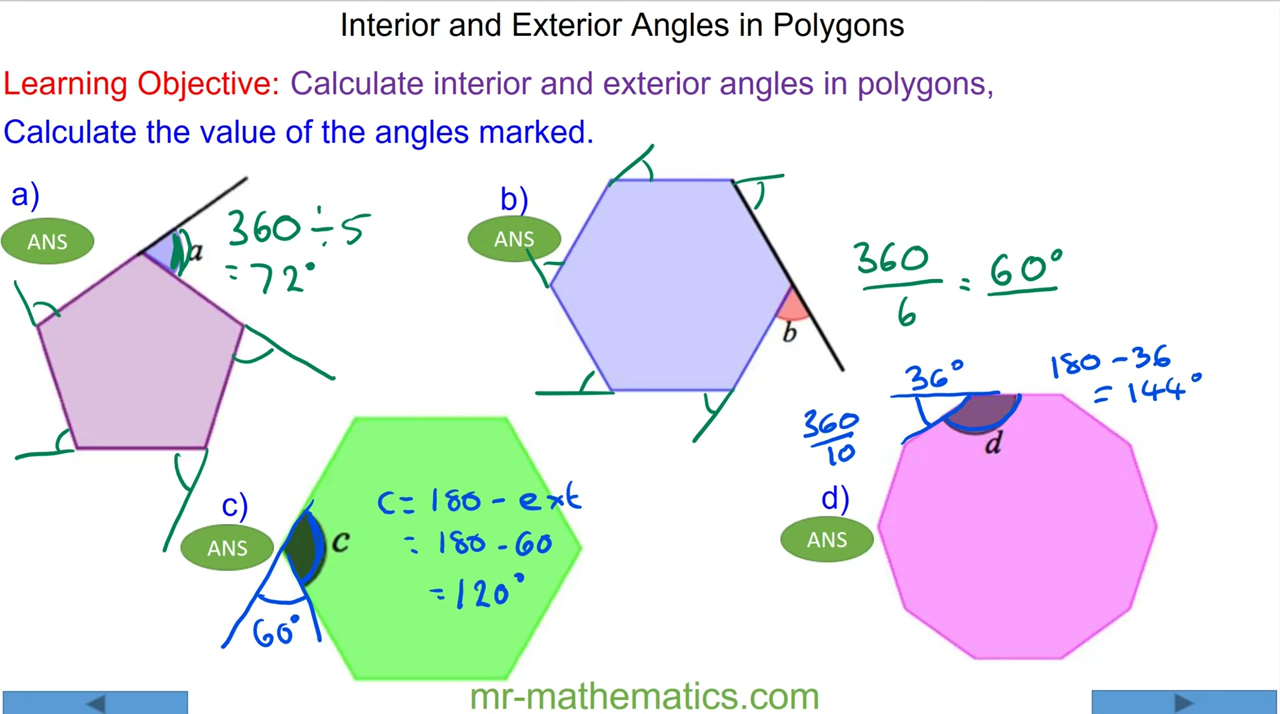 Interior and Exterior Angles in Polygons
Learning Objective: Calculate interior and exterior angles in polygons,
Calculate the value of the angles marked.
a)
ANS
a
360 ÷ 5
= 72°
b)
ANS
b
360/6 = 60°
c)
ANS
c
60°
c = 180 - ext
= 180 - 60
= 120°
d)
ANS
d
36°
360/10
180 - 36
= 144°
mr-mathematics.com